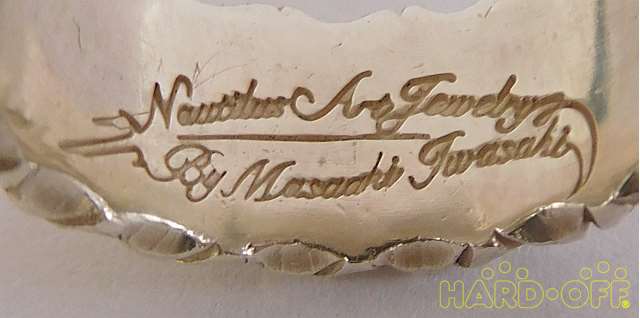 Nautilus Art Jewelry
By Masaaki Iwasaki
HARD·OFF